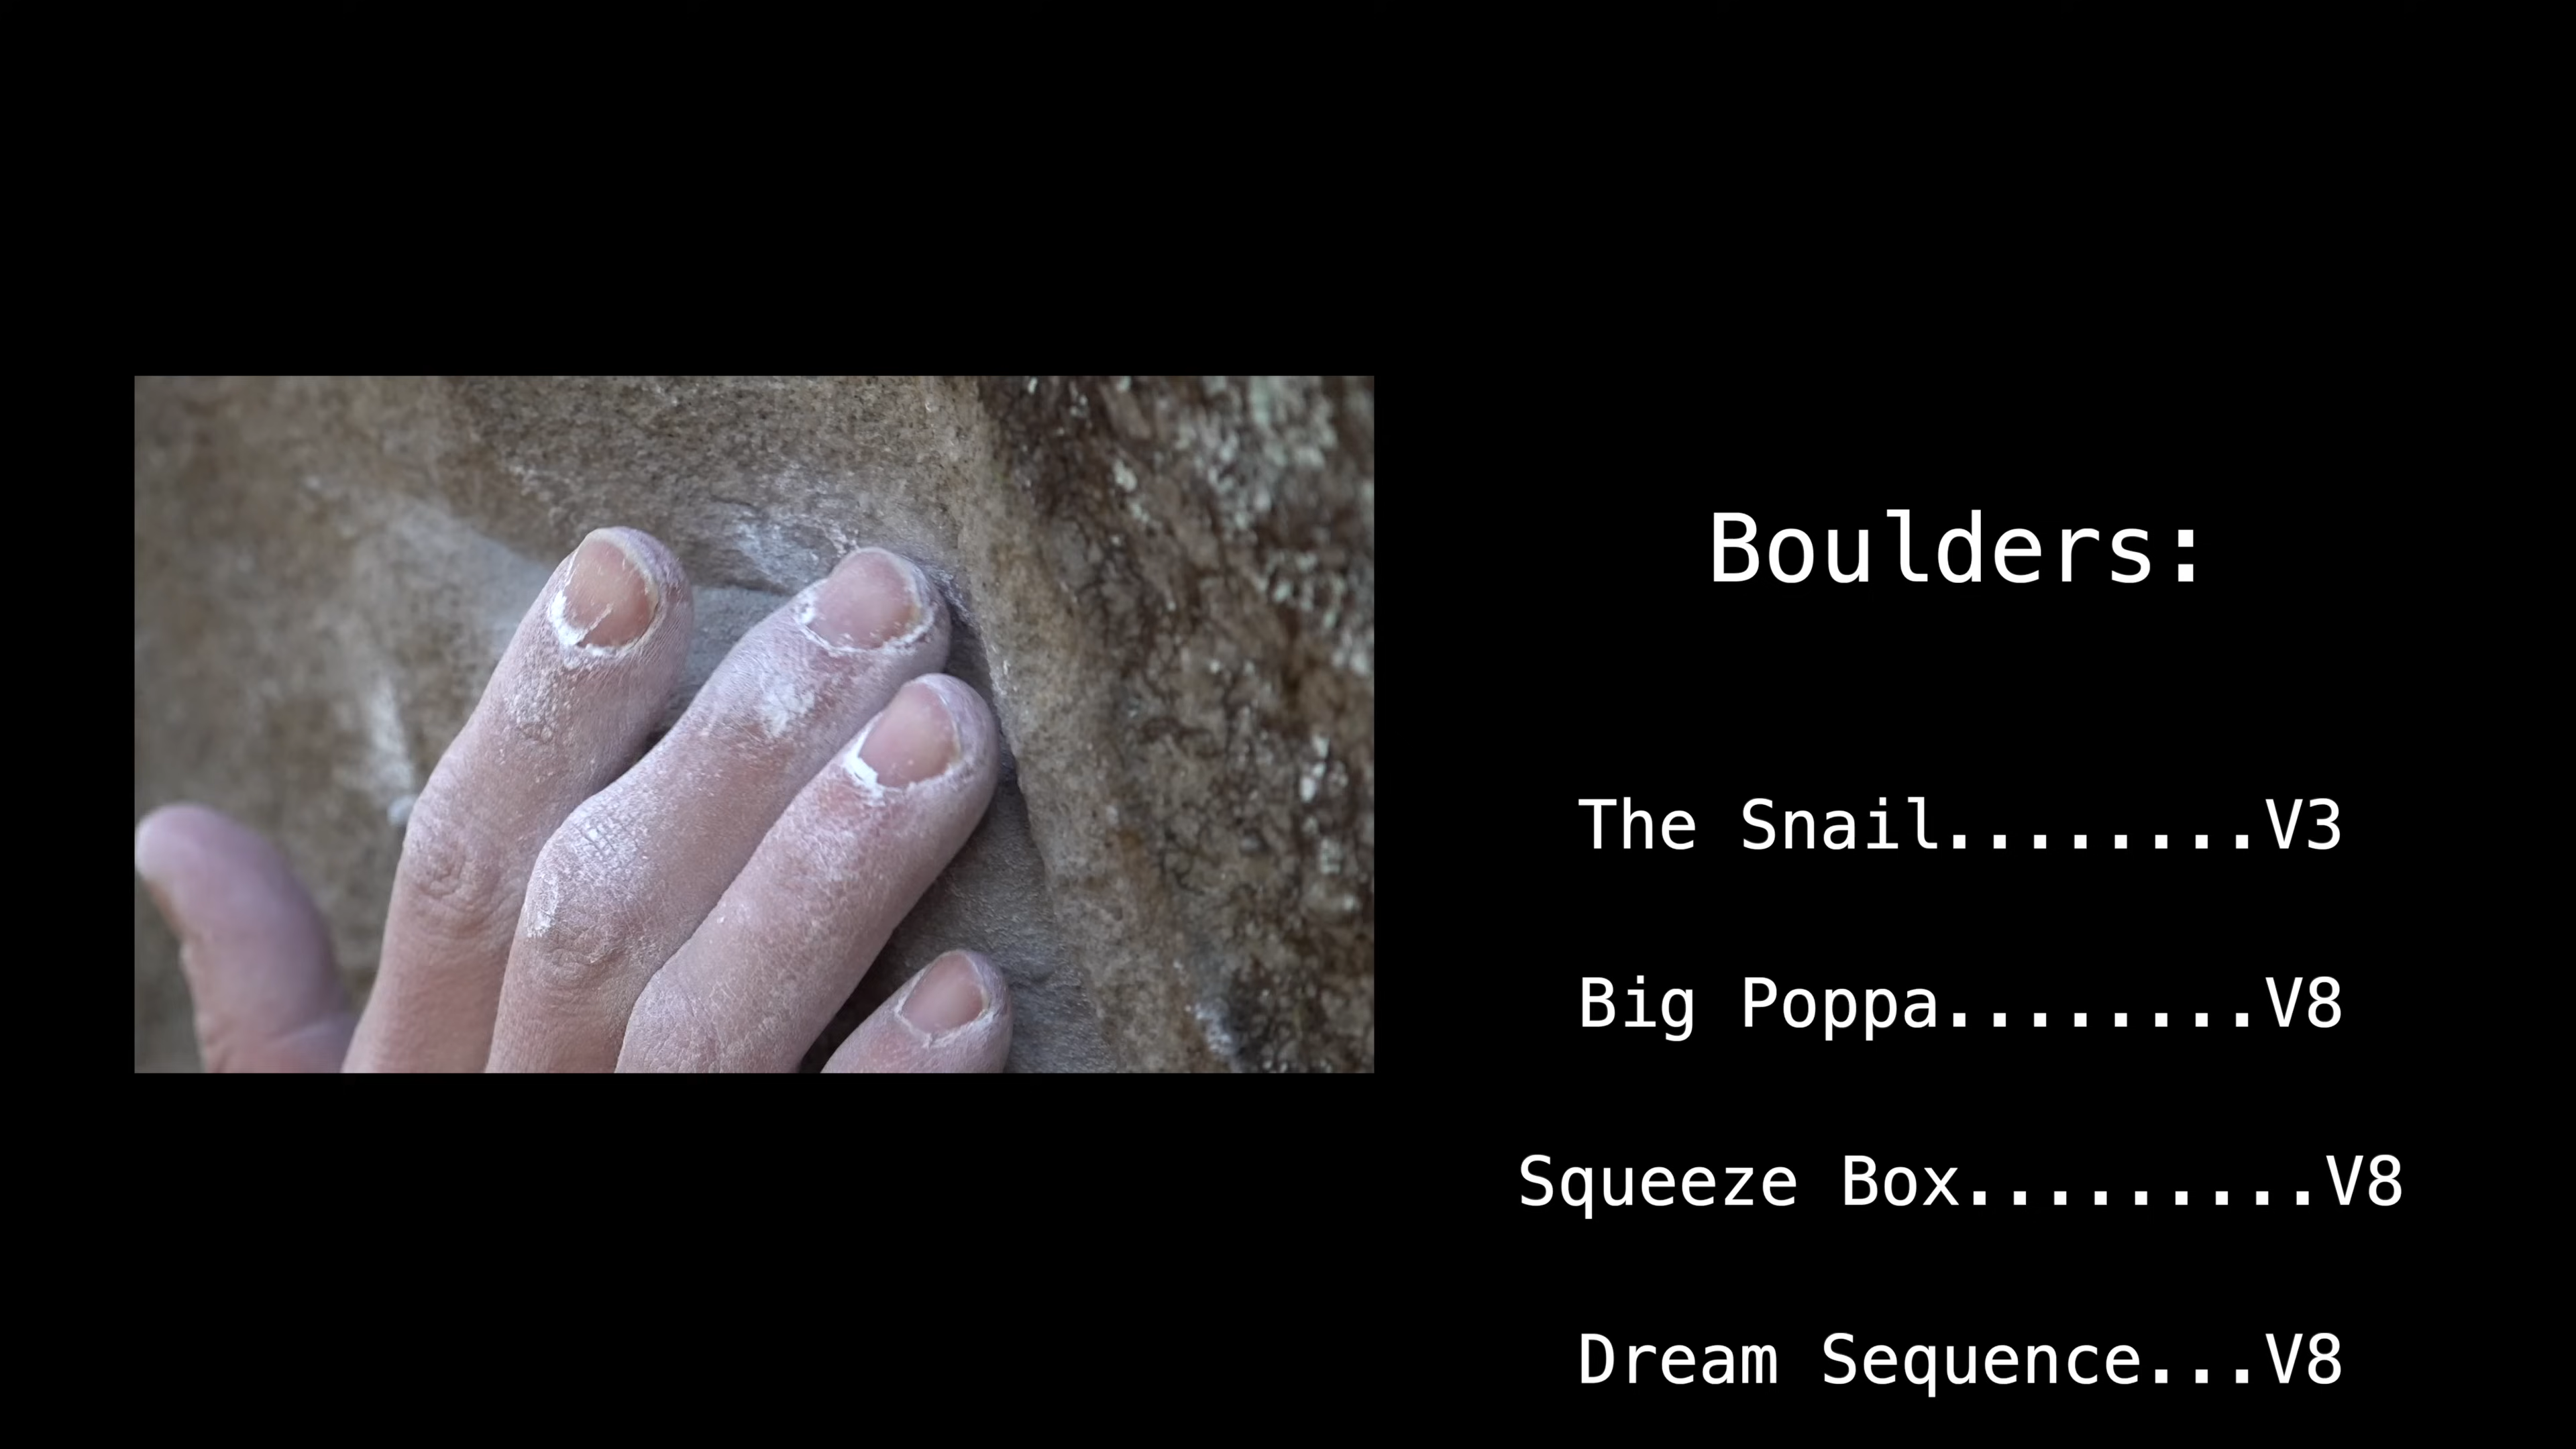 Boulders:
The Snail........V3
Big Poppa........V8
Squeeze Box.........V8
Dream Sequence...V8